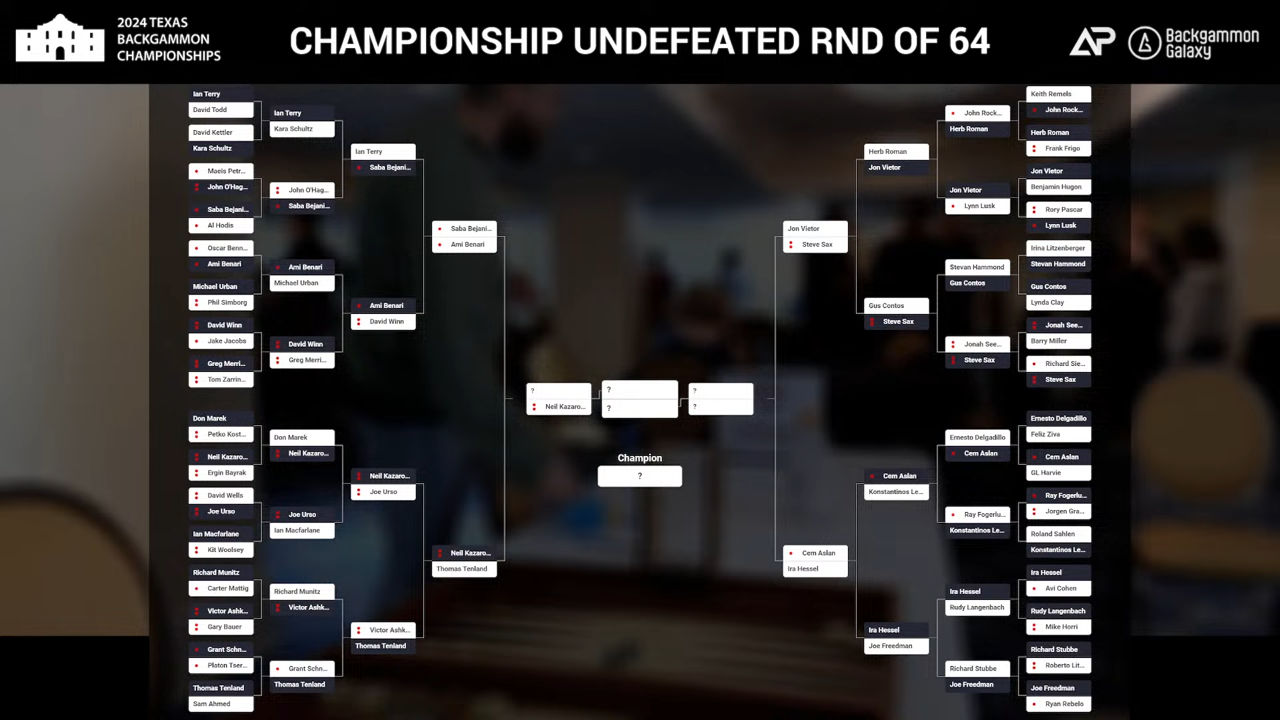 2024 TEXAS
BACKGAMMON
CHAMPIONSHIPS
CHAMPIONSHIP UNDEFEATED RND OF 64
AP
Backgammon
Galaxy
Ian Terry
David Todd
David Kettler
Kara Schultz
Maeis Petr...
John O'Hag...
Saba Bejani...
Al Hodis
Oscar Benn...
Ami Benari
Michael Urban
Phil Simborg
David Winn
Jake Jacobs
Greg Merri...
Tom Zarrin...
Don Marek
Petko Kost...
Neil Kazaro...
Ergin Bayrak
David Wells
Joe Urso
Ian Macfarlane
Kit Woolsey
Richard Munitz
Carter Mattig
Victor Ashk...
Gary Bauer
Grant Schn...
Platon Tser...
Thomas Tenland
Sam Ahmed
Ian Terry
Kara Schultz
John O'Hag...
Saba Bejani...
Ami Benari
Michael Urban
David Winn
Greg Merri...
Don Marek
Neil Kazaro...
Joe Urso
Ian Macfarlane
Richard Munitz
Victor Ashk...
Grant Schn...
Thomas Tenland
Ian Terry
Saba Bejani...
Ami Benari
David Winn
Neil Kazaro...
Joe Urso
Victor Ashk...
Thomas Tenland
Saba Bejani...
Ami Benari
Neil Kazaro...
Thomas Tenland
?
Neil Kazaro...
?
?
?
?
Champion
?
Jon Vietor
Steve Sax
Cem Aslan
Ira Hessel
Herb Roman
Jon Vietor
Gus Contos
Steve Sax
Cem Aslan
Konstantinos Le...
Ira Hessel
Joe Freedman
John Rock...
Herb Roman
Jon Vietor
Lynn Lusk
Stevan Hammond
Gus Contos
Jonah See...
Steve Sax
Ernesto Delgadillo
Cem Aslan
Ray Fogerlu...
Konstantinos Le...
Ira Hessel
Rudy Langenbach
Richard Stubbe
Joe Freedman
Keith Remels
John Rock...
Herb Roman
Frank Frigo
Jon Vietor
Benjamin Hugon
Rory Pascar
Lynn Lusk
Irina Litzenberger
Stevan Hammond
Gus Contos
Lynda Clay
Jonah See...
Barry Miller
Richard Sie...
Steve Sax
Ernesto Delgadillo
Feliz Ziva
Cem Aslan
GL Harvie
Ray Fogerlu...
Jorgen Gra...
Roland Sahlen
Konstantinos Le...
Ira Hessel
Avi Cohen
Rudy Langenbach
Mike Horri
Richard Stubbe
Roberto Lit...
Joe Freedman
Ryan Rebelo